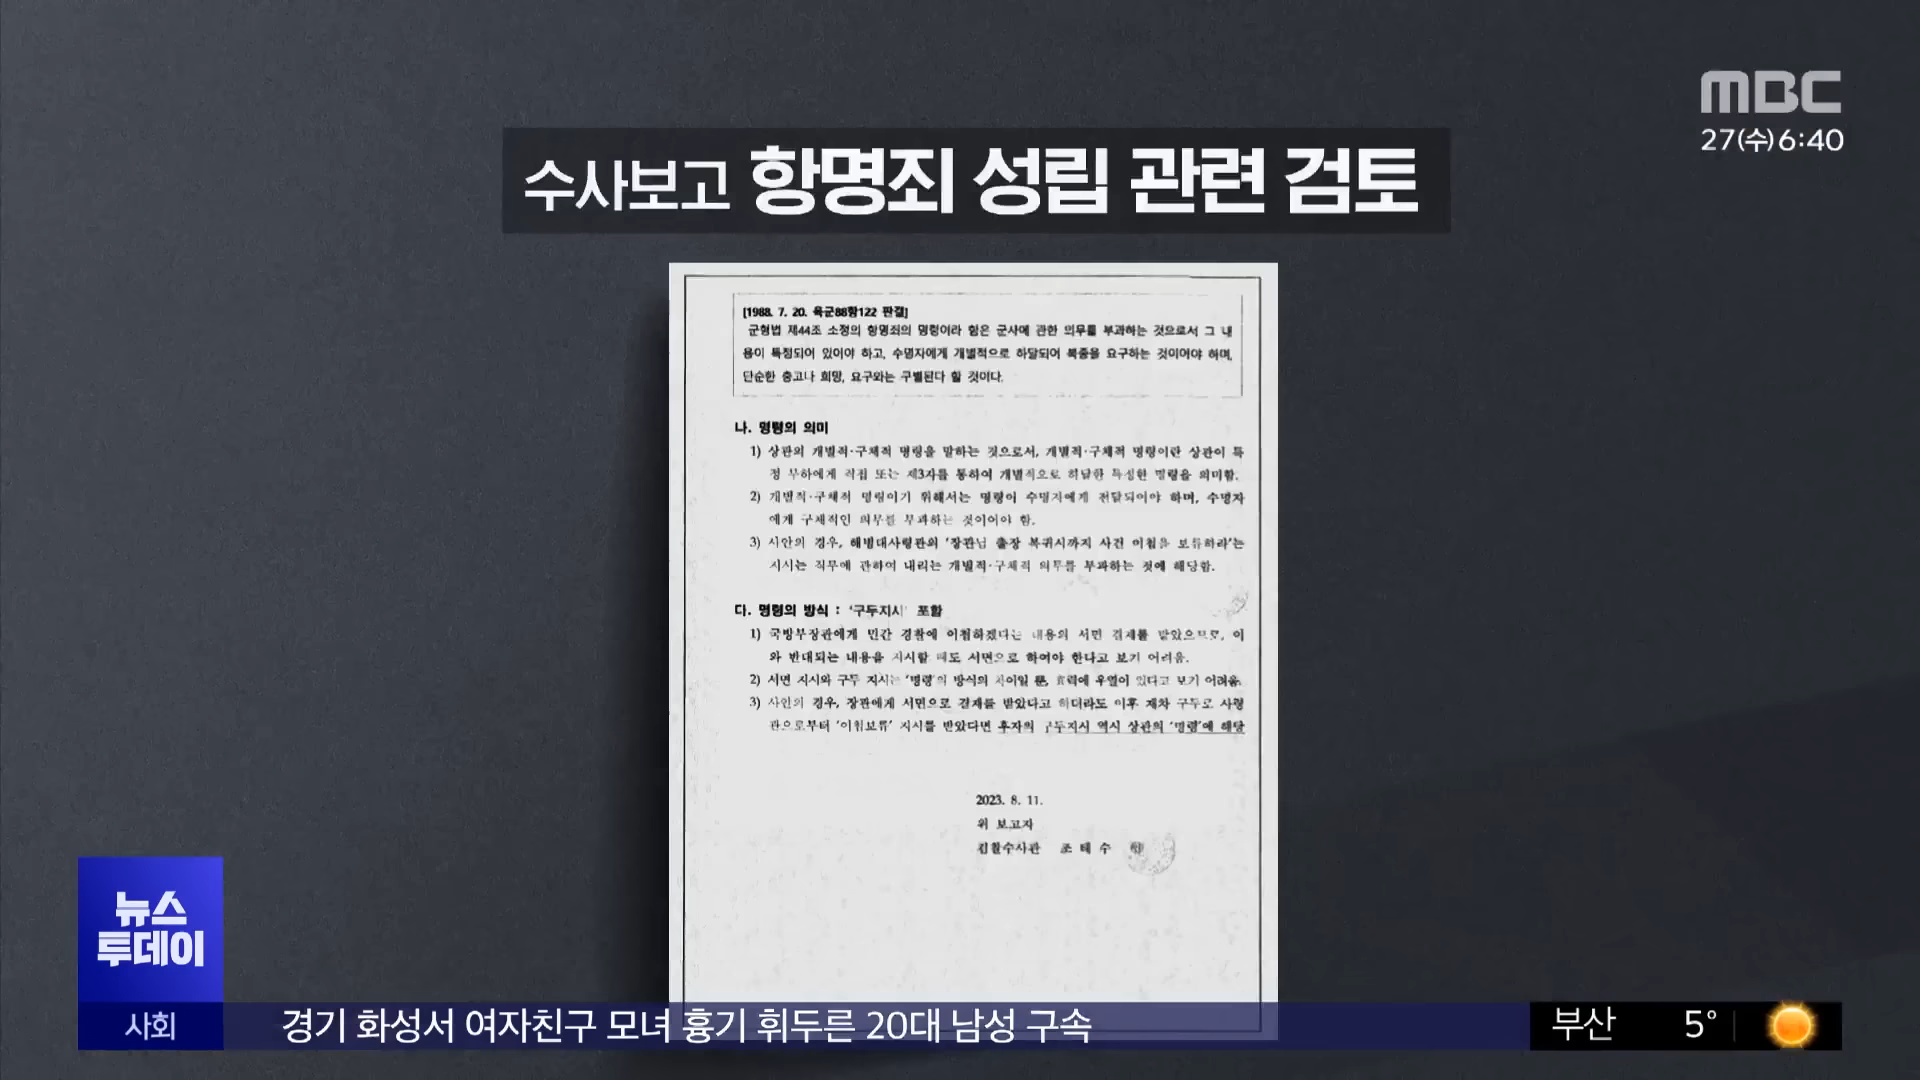 MBC
27(수)6:40
수사보고 항명죄 성립 관련 검토
[1988. 7. 20. 육군88항122 판결]
군형법 제44조 소정의 항명죄의 명령이라 함은 군사에 관한 의무를 부과하는 것으로서 그 내
용이 특정되어 있어야 하고, 수명자에게 개별적으로 하달되어 복종을 요구하는 것이어야 하며,
단순한 충고나 희망, 요구와는 구별된다 할 것이다.
나. 명령의 의미
1) 상관의 개별적·구체적 명령을 말하는 것으로서, 개별적·구체적 명령이란 상관이 특
정 부하에게 직접 또는 제3자를 통하여 개별적으로 하달한 특정한 명령을 의미함.
2) 개별적·구체적 명령이기 위해서는 명령이 수명자에게 전달되어야 하며, 수명자
에게 구체적인 의무를 부과하는 것이어야 함.
3) 사안의 경우, 해병대사령관의 '장관님 출장 복귀시까지 사건 이첩을 보류하라'는
지시는 직무에 관하여 내리는 개별적·구체적 의무를 부과하는 것에 해당함.
다. 명령의 방식 : '구두지시' 포함
1) 국방부장관에게 민간 경찰에 이첩하겠다는 내용의 서면 결재를 받았으므로, 이
와 반대되는 내용을 지시할 때도 서면으로 하여야 한다고 보기 어려움.
2) 서면 지시와 구두 지시는 '명령'의 방식의 차이일 뿐, 효력에 우열이 있다고 보기 어려움.
3) 사안의 경우, 장관에게 서면으로 결재를 받았다고 하더라도 이후 재차 구두로 사령
관으로부터 '이첩보류' 지시를 받았다면 후자의 구두지시 역시 상관의 '명령'에 해당
2023. 8. 11.
위 보고자
검찰수사관 조 태 수
뉴스
투데이
사회 경기 화성서 여자친구 모녀 흉기 휘두른 20대 남성 구속
부산 5°